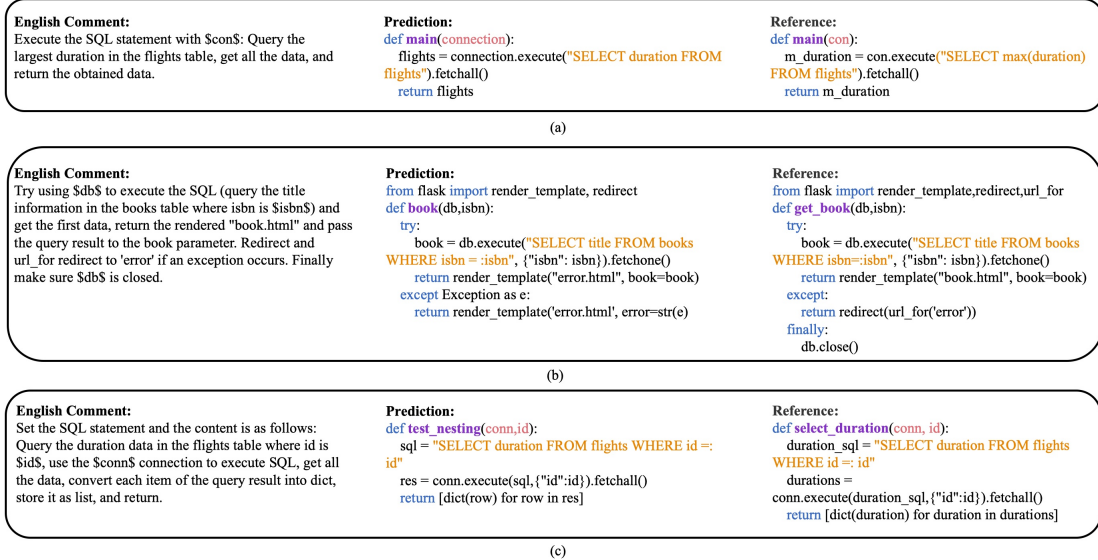 English Comment:
Execute the SQL statement with $con$: Query the
largest duration in the flights table, get all the data, and
return the obtained data.
Prediction:
def main(connection):
flights = connection.execute("SELECT duration FROM
flights").fetchall()
return flights
Reference:
def main(con):
m_duration = con.execute("SELECT max(duration)
FROM flights").fetchall()
return m_duration
(a)
English Comment:
Try using $db$ to execute the SQL (query the title
information in the books table where isbn is $isbn$) and
get the first data, return the rendered "book.html" and pass
the query result to the book parameter. Redirect and
url_for redirect to 'error' if an exception occurs. Finally
make sure $db$ is closed.
Prediction:
from flask import render_template, redirect
def book(db,isbn):
try:
book = db.execute("SELECT title FROM books
WHERE isbn = :isbn", {"isbn": isbn}).fetchone()
return render_template("error.html", book=book)
except Exception as e:
return render_template('error.html', error=str(e)
Reference:
from flask import render_template,redirect,url_for
def get_book(db,isbn):
try:
book = db.execute("SELECT title FROM books
WHERE isbn=:isbn", {"isbn": isbn}).fetchone()
return render_template("book.html", book=book)
except:
return redirect(url_for('error'))
finally:
db.close()
(b)
English Comment:
Set the SQL statement and the content is as follows:
Query the duration data in the flights table where id is
$id$, use the $conn$ connection to execute SQL, get all
the data, convert each item of the query result into dict,
store it as list, and return.
Prediction:
def test_nesting(conn,id):
sql = "SELECT duration FROM flights WHERE id =:
id"
res = conn.execute(sql,{"id":id}).fetchall()
return [dict(row) for row in res]
Reference:
def select_duration(conn, id):
duration_sql = "SELECT duration FROM flights
WHERE id =: id"
durations =
conn.execute(duration_sql,{"id":id}).fetchall()
return [dict(duration) for duration in durations]
(c)